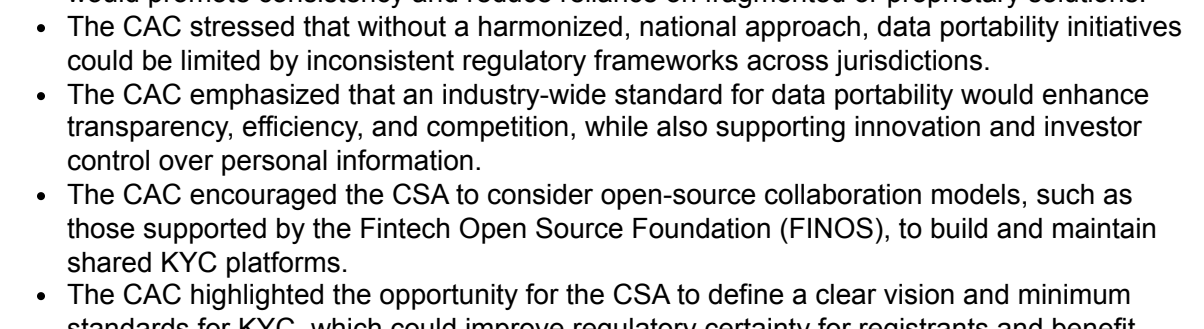 would promote consistency and reduce reliance on fragmented or proprietary solutions.
• The CAC stressed that without a harmonized, national approach, data portability initiatives
could be limited by inconsistent regulatory frameworks across jurisdictions.
• The CAC emphasized that an industry-wide standard for data portability would enhance
transparency, efficiency, and competition, while also supporting innovation and investor
control over personal information.
• The CAC encouraged the CSA to consider open-source collaboration models, such as
those supported by the Fintech Open Source Foundation (FINOS), to build and maintain
shared KYC platforms.
• The CAC highlighted the opportunity for the CSA to define a clear vision and minimum
standards for KYC, which could improve regulatory certainty for registrants and benefit